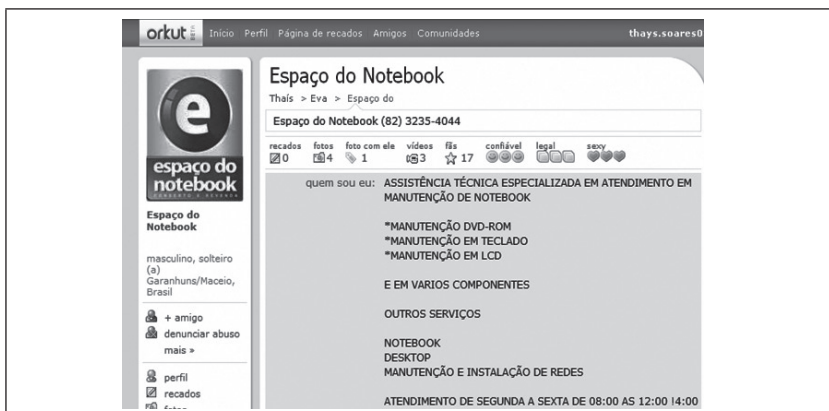 orkut BETA Início Perfil Página de recados Amigos Comunidades thays.soares0
e
espaço do
notebook
Espaço do
Notebook
masculino, solteiro
(a)
Garanhuns/Maceio,
Brasil
+ amigo
denunciar abuso
mais »
perfil
recados
fotos
Espaço do Notebook
Thaís > Eva > Espaço do
Espaço do Notebook (82) 3235-4044
recados fotos foto com ele vídeos fãs confiável legal sexy
0 4 1 3 17
quem sou eu: ASSISTÊNCIA TÉCNICA ESPECIALIZADA EM ATENDIMENTO EM
MANUTENÇÃO DE NOTEBOOK
*MANUTENÇÃO DVD-ROM
*MANUTENÇÃO EM TECLADO
*MANUTENÇÃO EM LCD
E EM VARIOS COMPONENTES
OUTROS SERVIÇOS
NOTEBOOK
DESKTOP
MANUTENÇÃO E INSTALAÇÃO DE REDES
ATENDIMENTO DE SEGUNDA A SEXTA DE 08:00 AS 12:00 !4:00